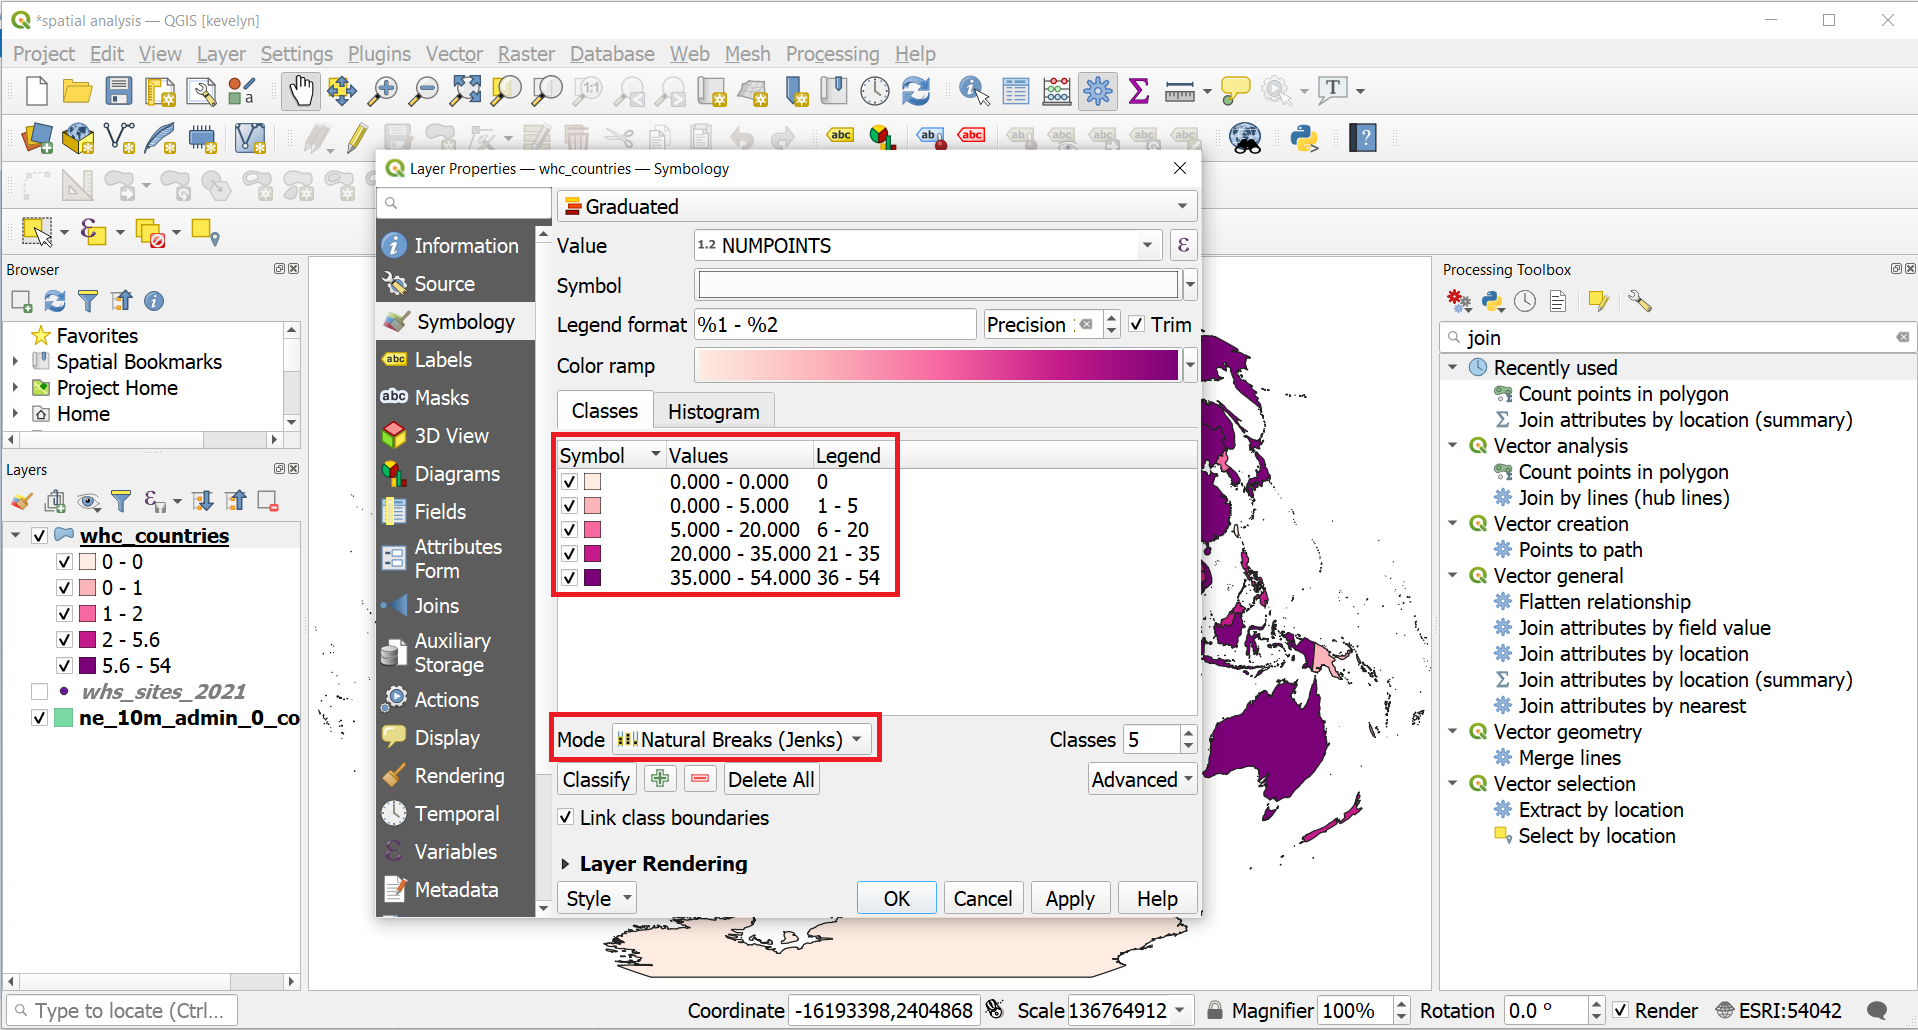 *spatial analysis — QGIS [kevelyn]
Project Edit View Layer Settings Plugins Vector Raster Database Web Mesh Processing Help
Layer Properties — whc_countries — Symbology
Graduated
Information
Source
Symbology
Labels
Masks
3D View
Diagrams
Fields
Attributes
Form
Joins
Auxiliary
Storage
Actions
Display
Rendering
Temporal
Variables
Metadata
Value 1.2 NUMPOINTS ε
Symbol
Legend format %1 - %2 Precision Trim
Color ramp
Classes Histogram
Symbol Values Legend
0.000 - 0.000 0
0.000 - 5.000 1 - 5
5.000 - 20.000 6 - 20
20.000 - 35.000 21 - 35
35.000 - 54.000 36 - 54
Mode Natural Breaks (Jenks) Classes 5
Classify Delete All Advanced
Link class boundaries
Layer Rendering
Style OK Cancel Apply Help
Browser
Favorites
Spatial Bookmarks
Project Home
Home
Layers
whc_countries
0 - 0
0 - 1
1 - 2
2 - 5.6
5.6 - 54
whs_sites_2021
ne_10m_admin_0_co
Processing Toolbox
join
Recently used
Count points in polygon
Join attributes by location (summary)
Vector analysis
Count points in polygon
Join by lines (hub lines)
Vector creation
Points to path
Vector general
Flatten relationship
Join attributes by field value
Join attributes by location
Join attributes by location (summary)
Join attributes by nearest
Vector geometry
Merge lines
Vector selection
Extract by location
Select by location
Type to locate (Ctrl... Coordinate -16193398,2404868 Scale 136764912 Magnifier 100% Rotation 0.0 ° Render ESRI:54042